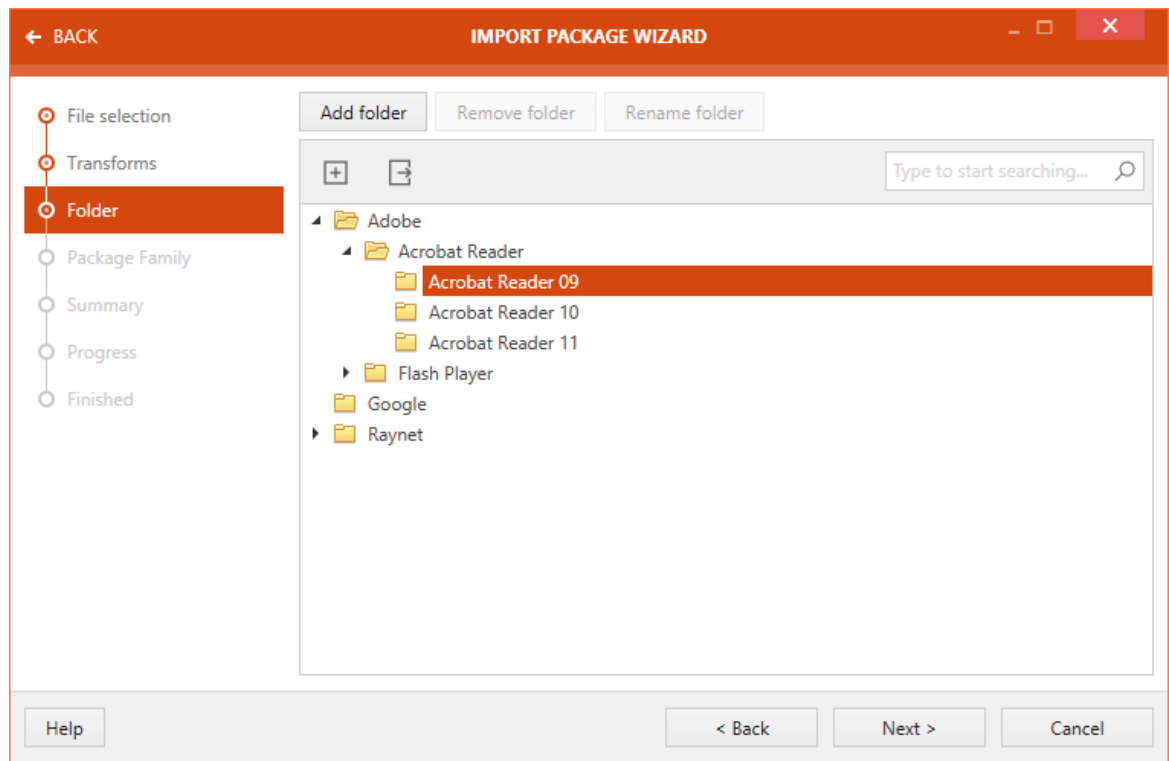 BACK
IMPORT PACKAGE WIZARD
File selection
Transforms
Folder
Package Family
Summary
Progress
Finished
Add folder
Remove folder
Rename folder
Type to start searching...
Adobe
Acrobat Reader
Acrobat Reader 09
Acrobat Reader 10
Acrobat Reader 11
Flash Player
Google
Raynet
Help
< Back
Next >
Cancel